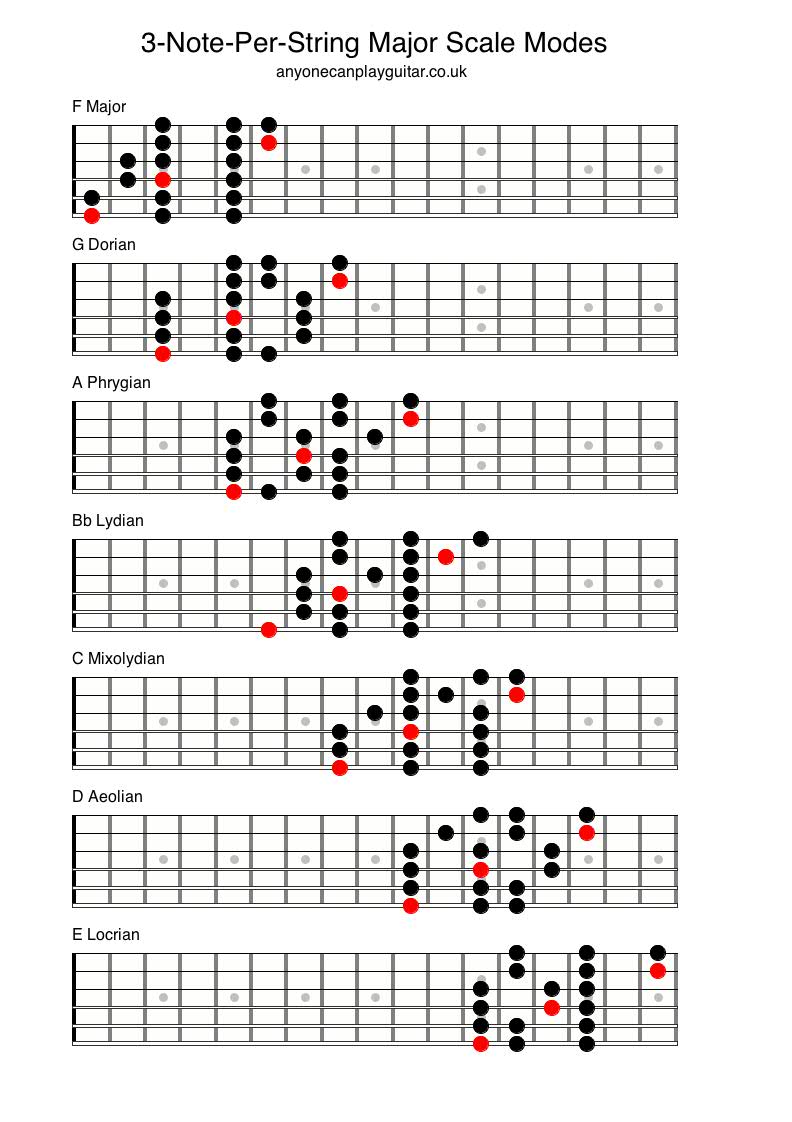 3-Note-Per-String Major Scale Modes
anyonecanplayguitar.co.uk
F Major
G Dorian
A Phrygian
Bb Lydian
C Mixolydian
D Aeolian
E Locrian